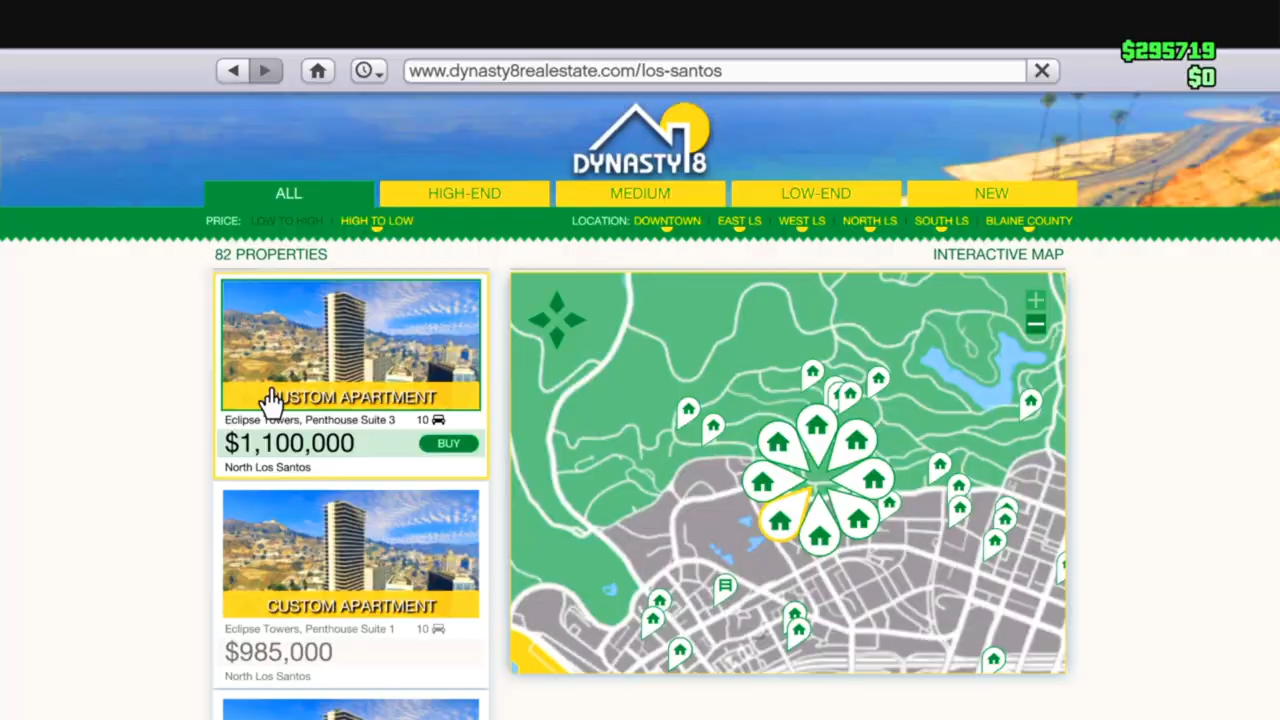 $295719
www.dynasty8realestate.com/los-santos
$0
DYNASTY 8
ALL HIGH-END MEDIUM LOW-END NEW
PRICE: LOW TO HIGH HIGH TO LOW LOCATION: DOWNTOWN EAST LS WEST LS NORTH LS SOUTH LS BLAINE COUNTY
82 PROPERTIES INTERACTIVE MAP
CUSTOM APARTMENT
Eclipse Towers, Penthouse Suite 3 10
$1,100,000 BUY
North Los Santos
CUSTOM APARTMENT
Eclipse Towers, Penthouse Suite 1 10
$985,000
North Los Santos